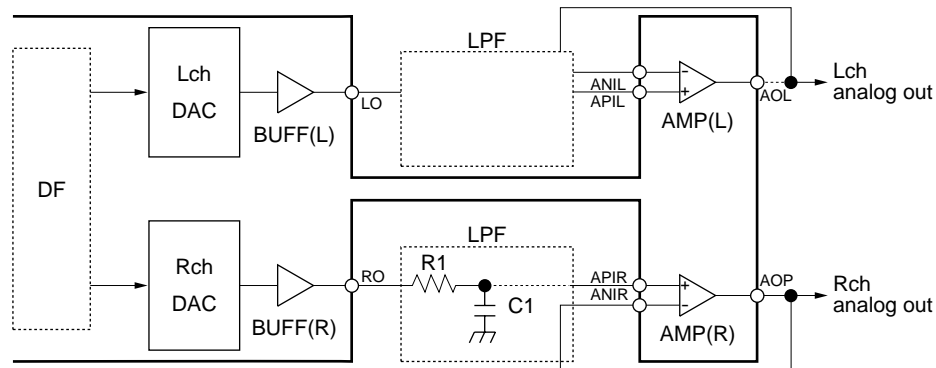 LPF
Lch
DAC
BUFF(L)
LO
ANIL
APIL
AMP(L)
AOL
Lch
analog out
DF
LPF
Rch
DAC
BUFF(R)
RO
R1
C1
APIR
ANIR
AMP(R)
AOP
Rch
analog out